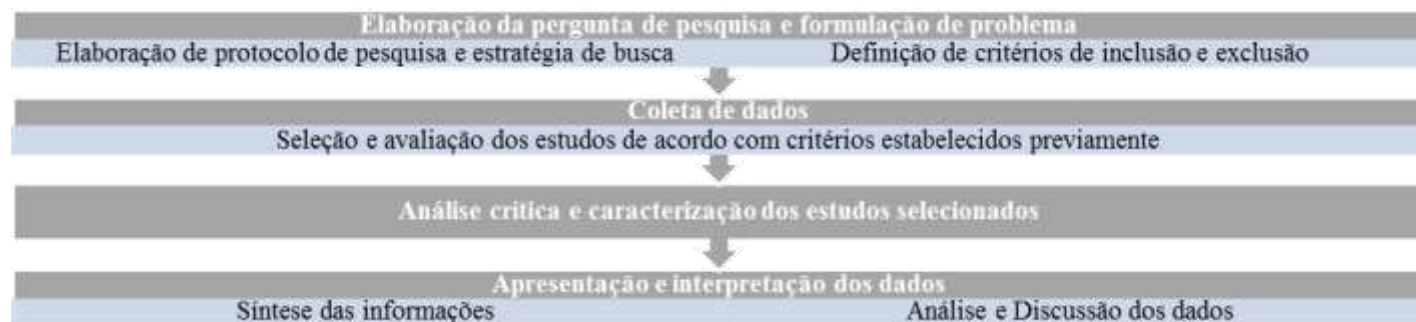 Elaboração da pergunta de pesquisa e formulação de problema
Elaboração de protocolo de pesquisa e estratégia de busca Definição de critérios de inclusão e exclusão
Coleta de dados
Seleção e avaliação dos estudos de acordo com critérios estabelecidos previamente
Análise critica e caracterização dos estudos selecionados
Apresentação e interpretação dos dados
Síntese das informações Análise e Discussão dos dados